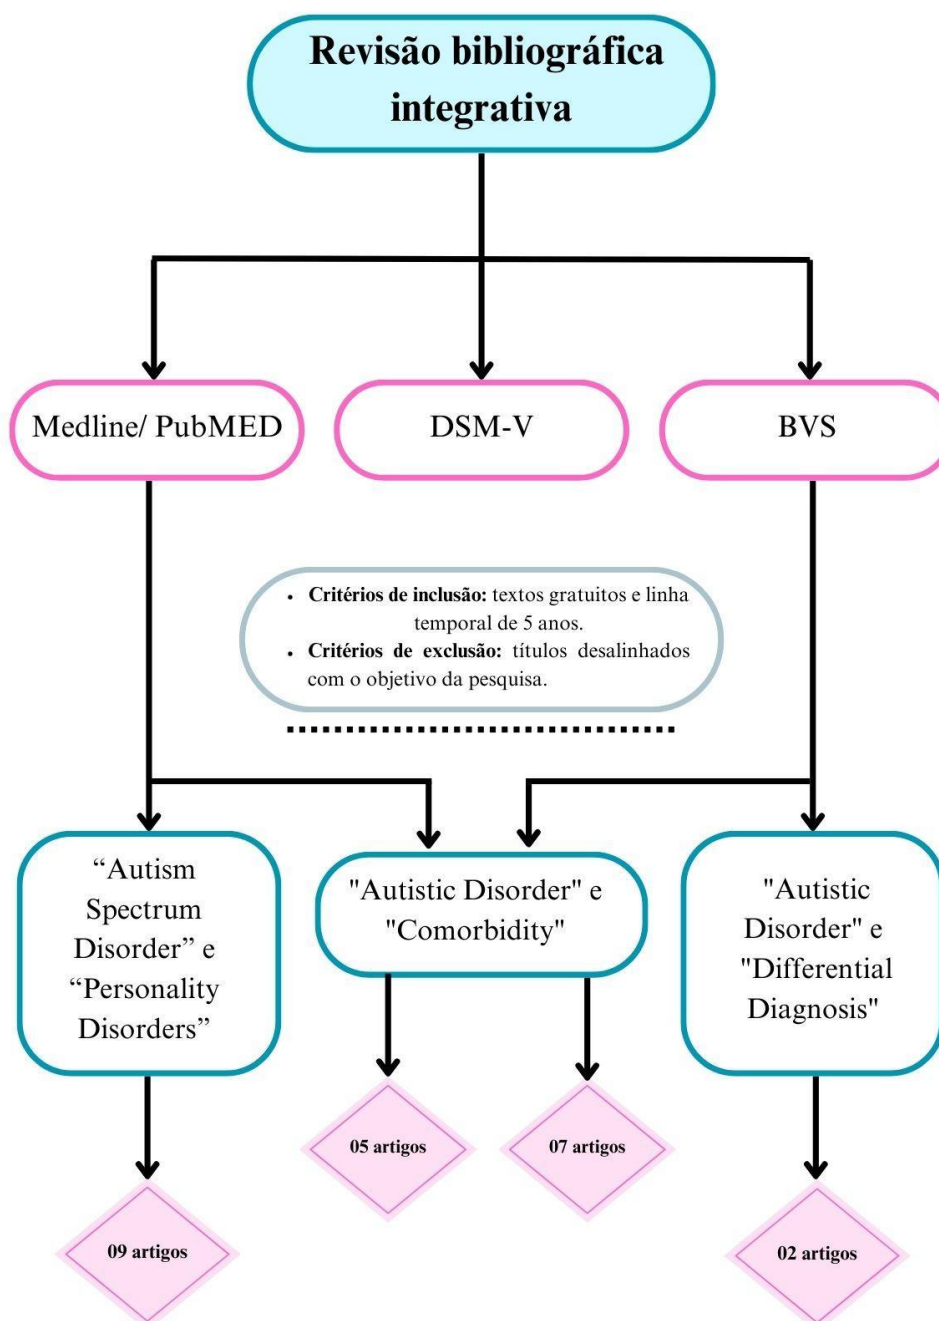 Revisão bibliográfica
integrativa
Medline/ PubMED
DSM-V
BVS
• Critérios de inclusão: textos gratuitos e linha
temporal de 5 anos.
• Critérios de exclusão: títulos desalinhados
com o objetivo da pesquisa.
“Autism
Spectrum
Disorder” e
“Personality
Disorders”
"Autistic Disorder" e
"Comorbidity"
"Autistic
Disorder" e
"Differential
Diagnosis"
05 artigos
07 artigos
09 artigos
02 artigos